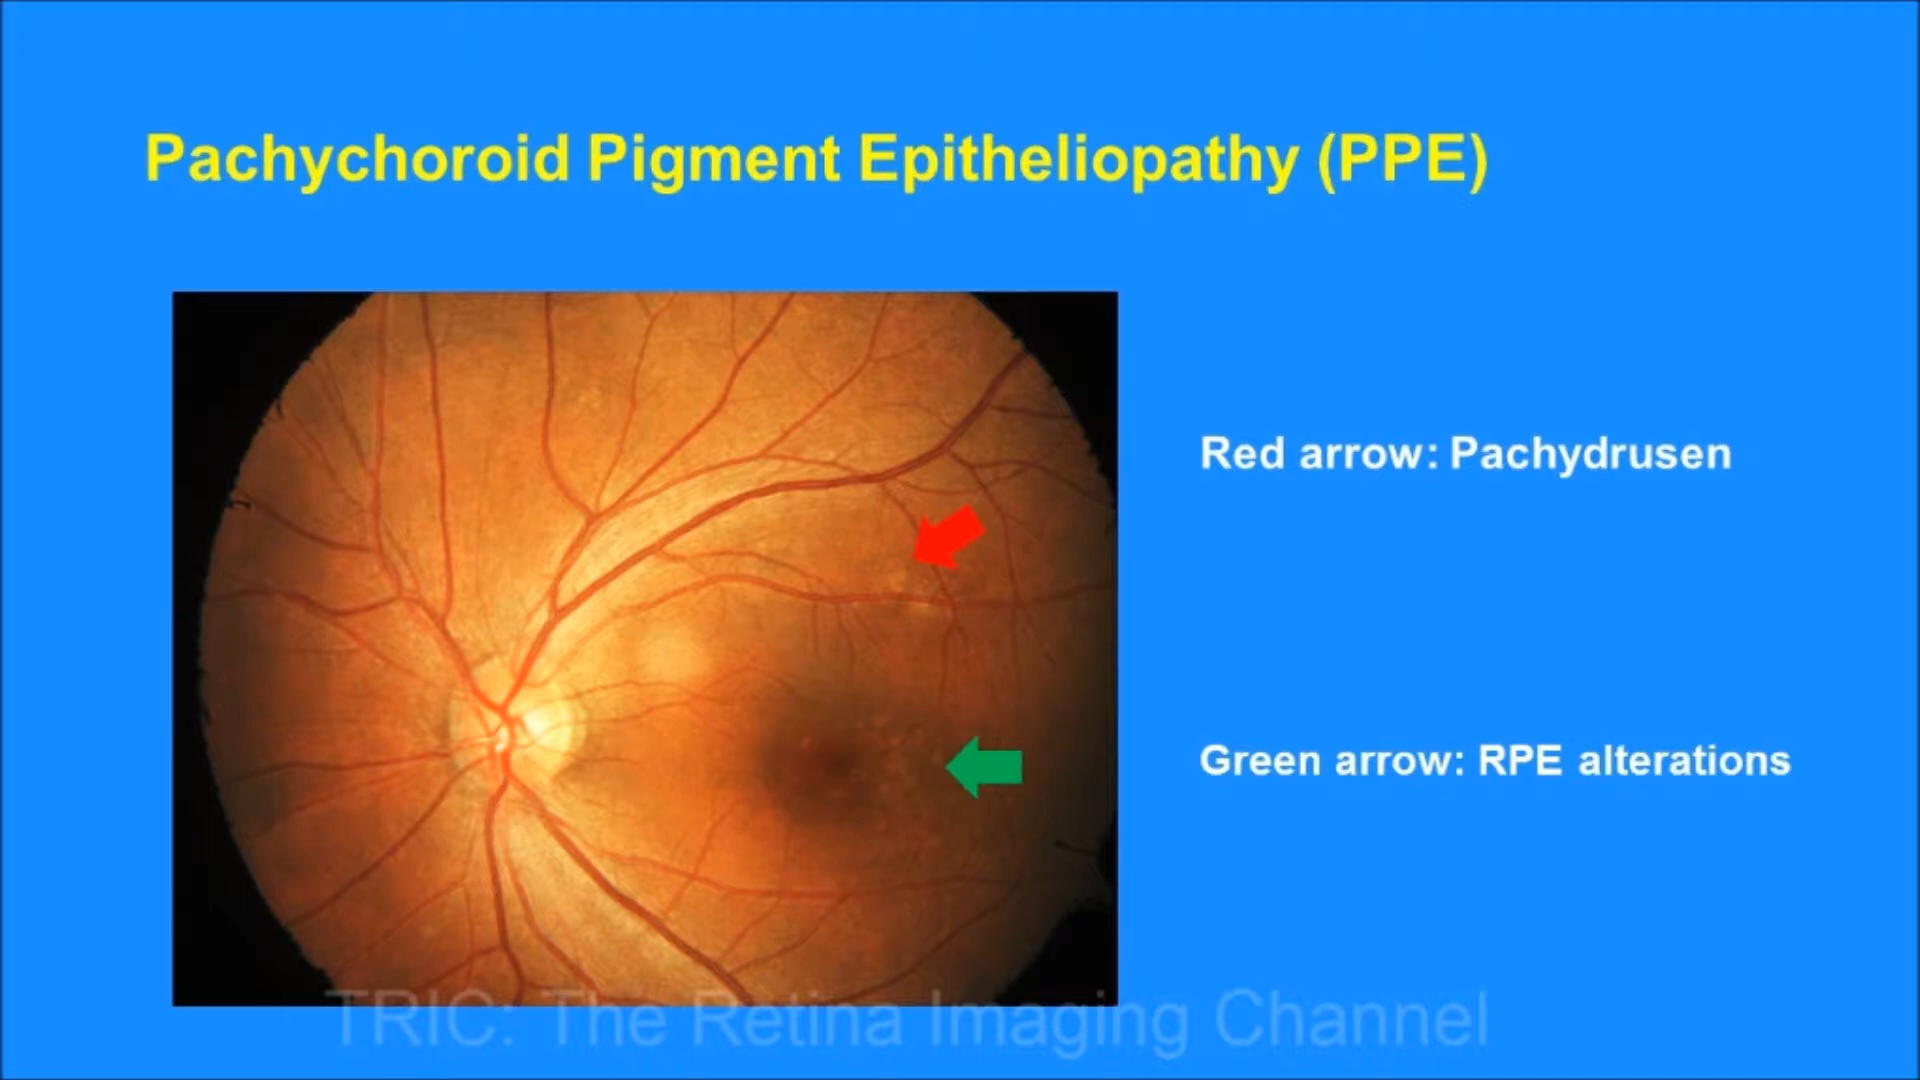 Pachychoroid Pigment Epitheliopathy (PPE)
Red arrow: Pachydrusen
Green arrow: RPE alterations
TRIC: The Retina Imaging Channel